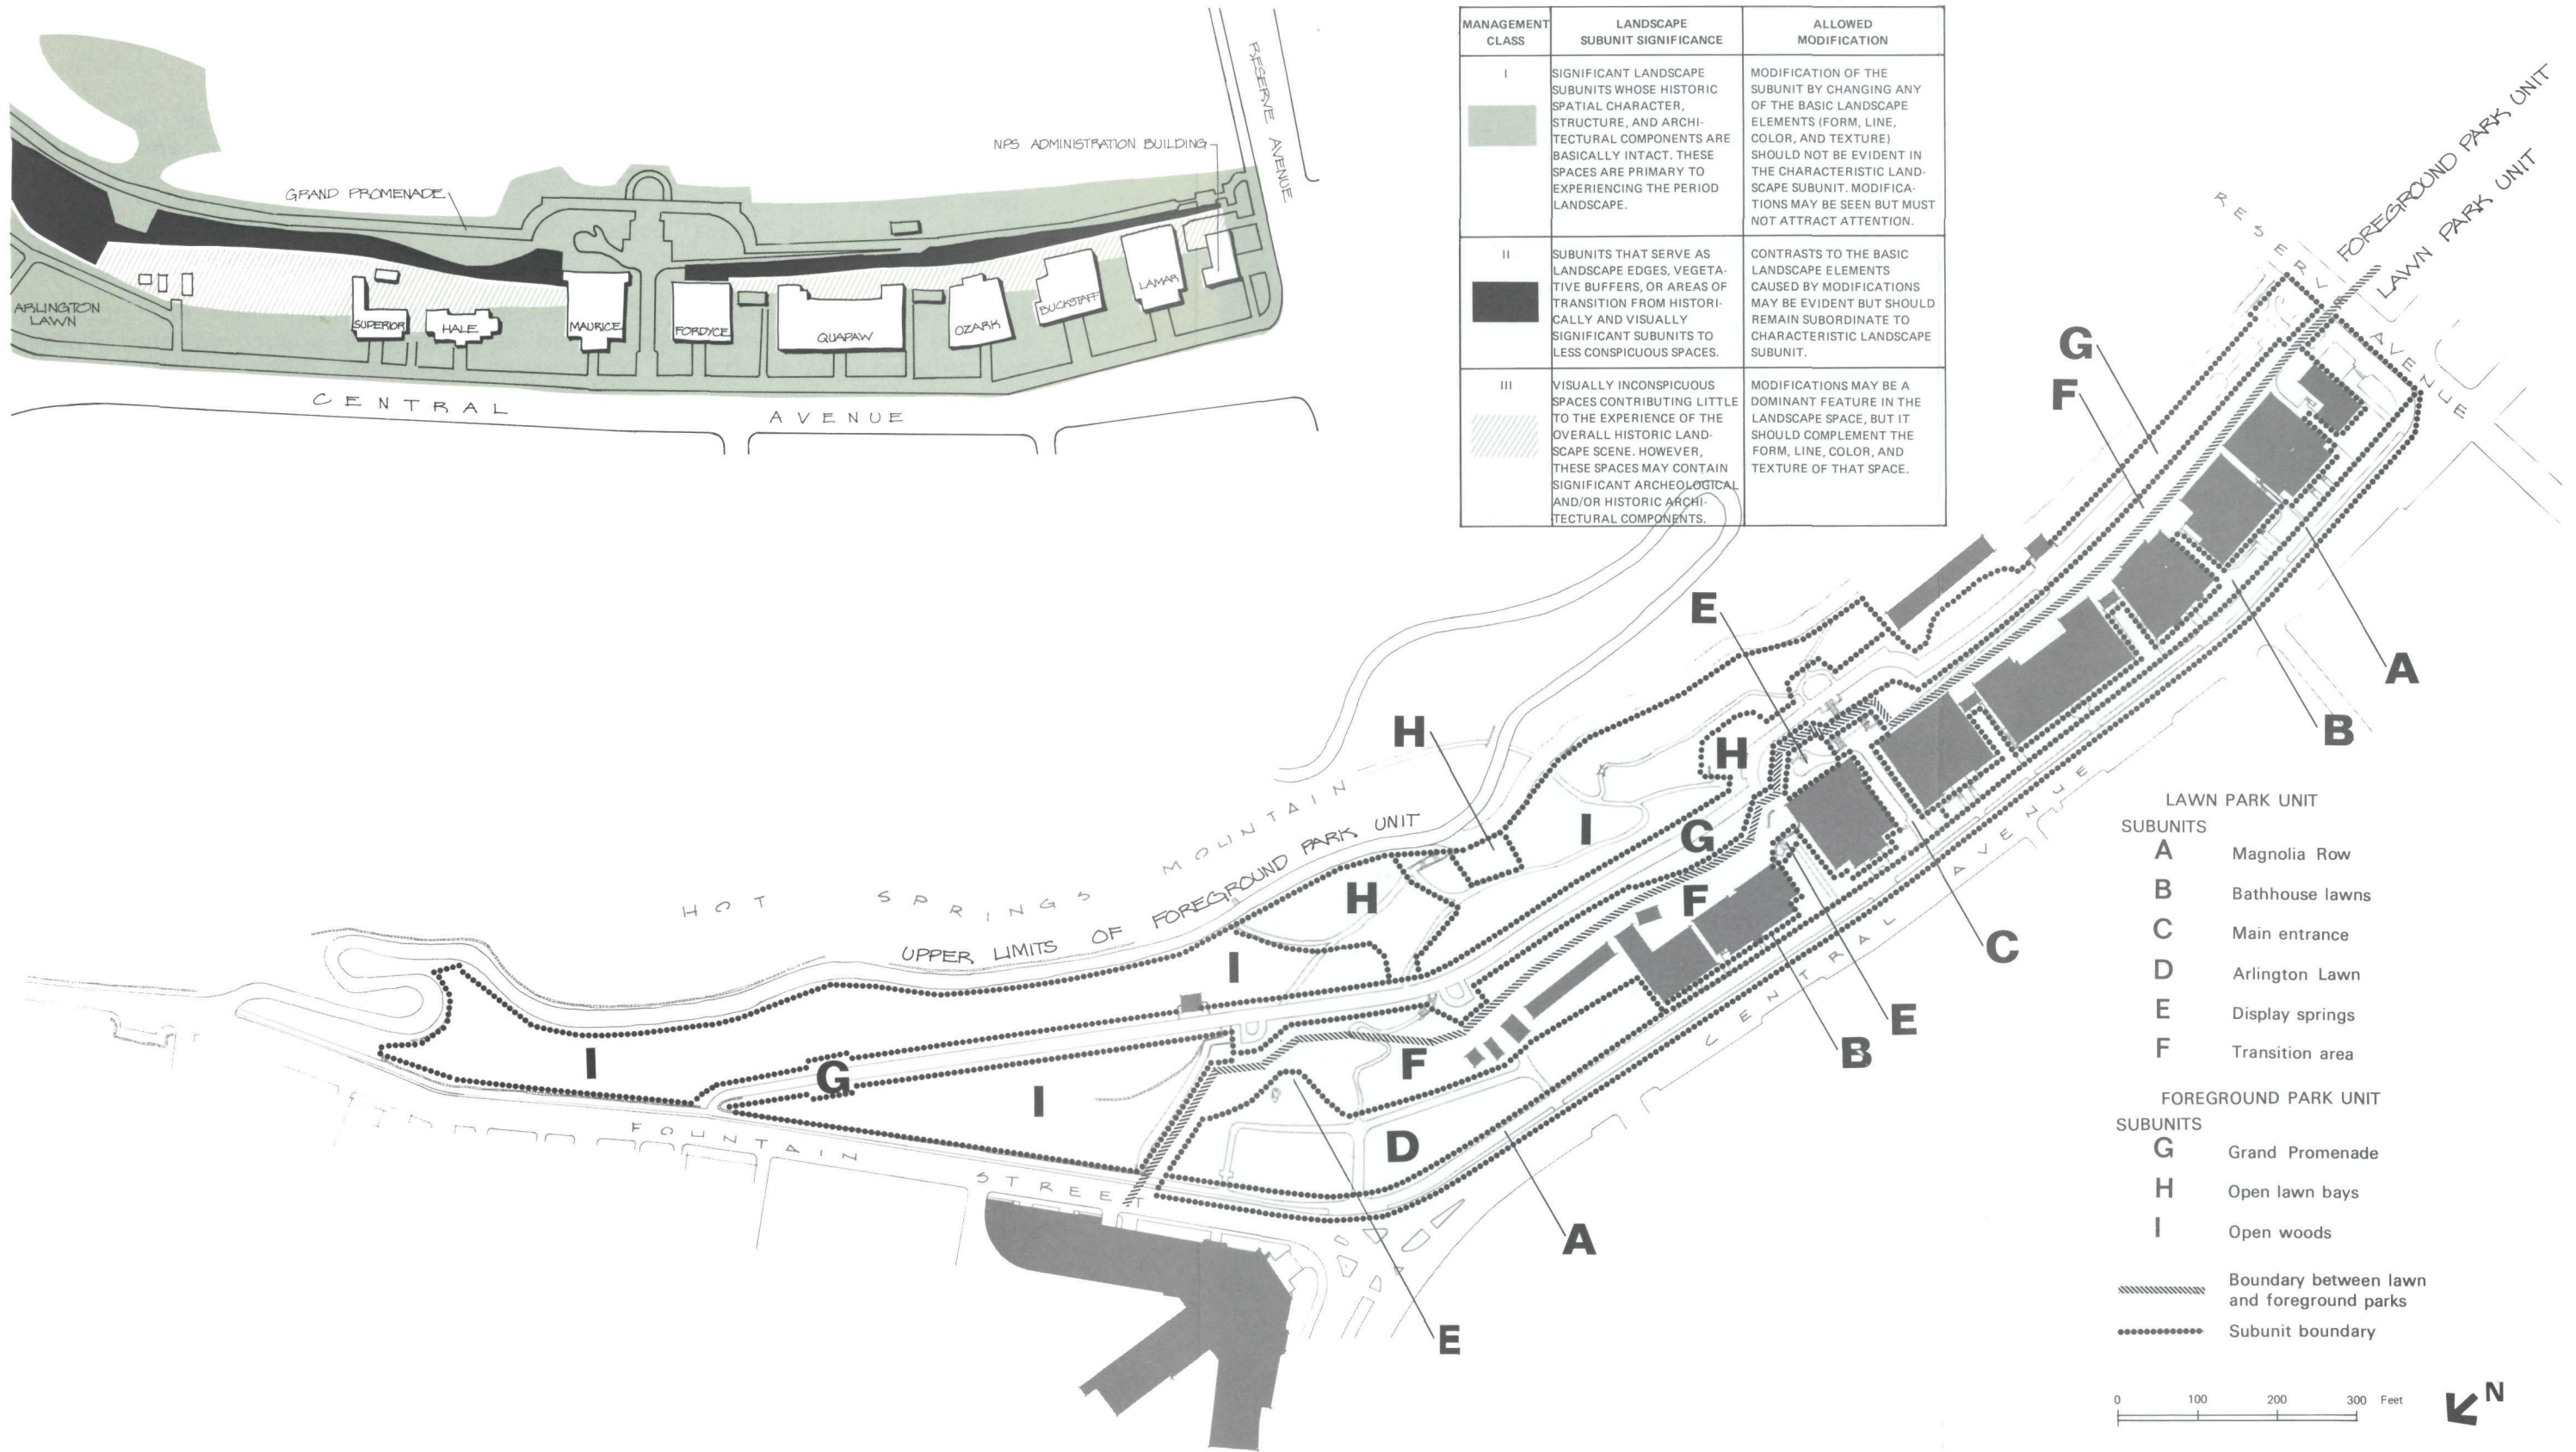 RESERVE AVENUE
NPS ADMINISTRATION BUILDING
GRAND PROMENADE
ARLINGTON
LAWN
SUPERIOR
HALE
MAURICE
FORDYCE
QUAPAW
OZARK
BUCKSTAFF
LAMAR
CENTRAL AVENUE
MANAGEMENT
CLASS
LANDSCAPE
SUBUNIT SIGNIFICANCE
ALLOWED
MODIFICATION
I
SIGNIFICANT LANDSCAPE
SUBUNITS WHOSE HISTORIC
SPATIAL CHARACTER,
STRUCTURE, AND ARCHI-
TECTURAL COMPONENTS ARE
BASICALLY INTACT. THESE
SPACES ARE PRIMARY TO
EXPERIENCING THE PERIOD
LANDSCAPE.
MODIFICATION OF THE
SUBUNIT BY CHANGING ANY
OF THE BASIC LANDSCAPE
ELEMENTS (FORM, LINE,
COLOR, AND TEXTURE)
SHOULD NOT BE EVIDENT IN
THE CHARACTERISTIC LAND-
SCAPE SUBUNIT. MODIFICA-
TIONS MAY BE SEEN BUT MUST
NOT ATTRACT ATTENTION.
II
SUBUNITS THAT SERVE AS
LANDSCAPE EDGES, VEGETA-
TIVE BUFFERS, OR AREAS OF
TRANSITION FROM HISTORI-
CALLY AND VISUALLY
SIGNIFICANT SUBUNITS TO
LESS CONSPICUOUS SPACES.
CONTRASTS TO THE BASIC
LANDSCAPE ELEMENTS
CAUSED BY MODIFICATIONS
MAY BE EVIDENT BUT SHOULD
REMAIN SUBORDINATE TO
CHARACTERISTIC LANDSCAPE
SUBUNIT.
III
VISUALLY INCONSPICUOUS
SPACES CONTRIBUTING LITTLE
TO THE EXPERIENCE OF THE
OVERALL HISTORIC LAND-
SCAPE SCENE. HOWEVER,
THESE SPACES MAY CONTAIN
SIGNIFICANT ARCHEOLOGICAL
AND/OR HISTORIC ARCHI-
TECTURAL COMPONENTS.
MODIFICATIONS MAY BE A
DOMINANT FEATURE IN THE
LANDSCAPE SPACE, BUT IT
SHOULD COMPLEMENT THE
FORM, LINE, COLOR, AND
TEXTURE OF THAT SPACE.
FOREGROUND PARK UNIT
LAWN PARK UNIT
RESERVE AVENUE
G
F
E
A
B
H
H
I
G
H
F
C
E
B
HOT SPRINGS MOUNTAIN
UPPER LIMITS OF FOREGROUND PARK UNIT
I
F
I
G
I
D
CENTRAL AVENUE
FOUNTAIN STREET
A
E
LAWN PARK UNIT
SUBUNITS
A Magnolia Row
B Bathhouse lawns
C Main entrance
D Arlington Lawn
E Display springs
F Transition area
FOREGROUND PARK UNIT
SUBUNITS
G Grand Promenade
H Open lawn bays
I Open woods
Boundary between lawn
and foreground parks
Subunit boundary
0 100 200 300 Feet
N